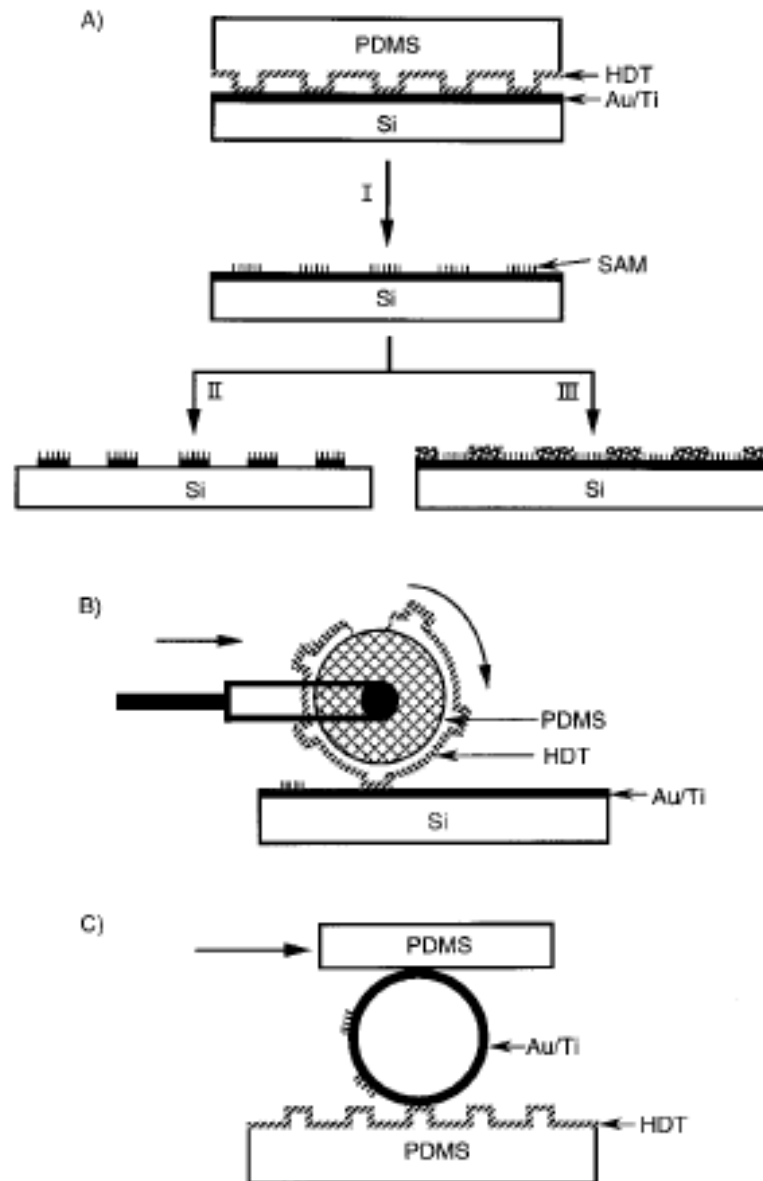 A)
PDMS
HDT
Au/Ti
Si
I
SAM
Si
II
III
Si
Si
B)
PDMS
HDT
Au/Ti
Si
C)
PDMS
Au/Ti
HDT
PDMS